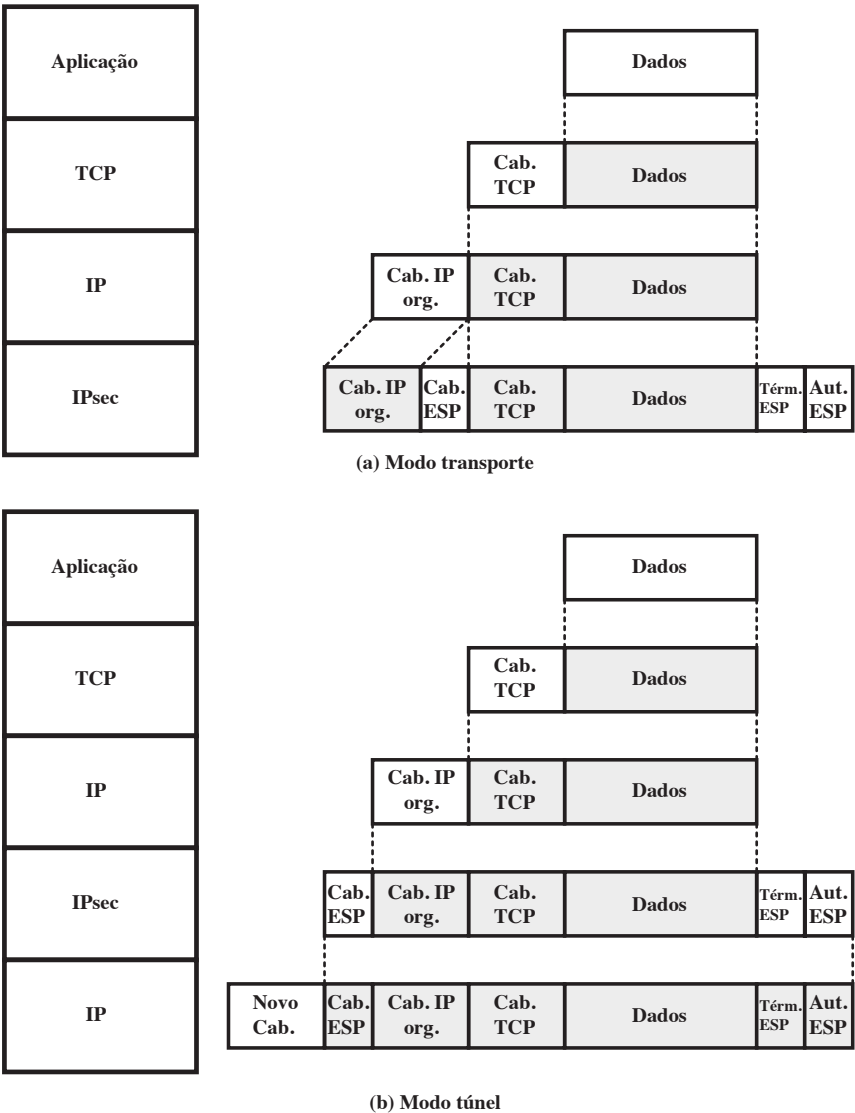 Aplicação
Dados
TCP
Cab.
TCP
Dados
IP
Cab. IP
org.
Cab.
TCP
Dados
IPsec
Cab. IP
org.
Cab.
ESP
Cab.
TCP
Dados
Térm.
ESP
Aut.
ESP
(a) Modo transporte
Aplicação
Dados
TCP
Cab.
TCP
Dados
IP
Cab. IP
org.
Cab.
TCP
Dados
IPsec
Cab.
ESP
Cab. IP
org.
Cab.
TCP
Dados
Térm.
ESP
Aut.
ESP
IP
Novo
Cab.
Cab.
ESP
Cab. IP
org.
Cab.
TCP
Dados
Térm.
ESP
Aut.
ESP
(b) Modo túnel